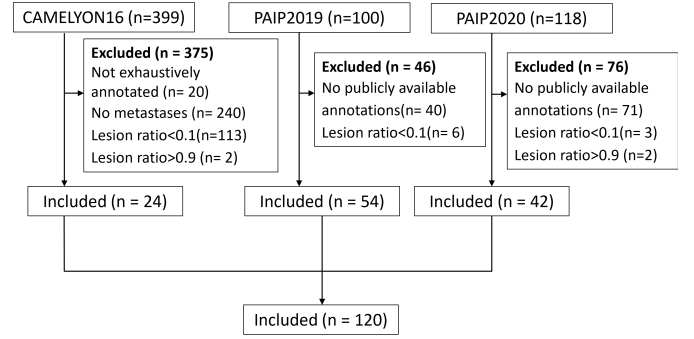 CAMELYON16 (n=399)
PAIP2019 (n=100)
PAIP2020 (n=118)
Excluded (n = 375)
Not exhaustively
annotated (n= 20)
No metastases (n= 240)
Lesion ratio<0.1(n=113)
Lesion ratio>0.9 (n= 2)
Excluded (n = 46)
No publicly available
annotations(n= 40)
Lesion ratio<0.1(n= 6)
Excluded (n = 76)
No publicly available
annotations (n= 71)
Lesion ratio<0.1(n= 3)
Lesion ratio>0.9 (n=2)
Included (n = 24)
Included (n = 54)
Included (n = 42)
Included (n = 120)